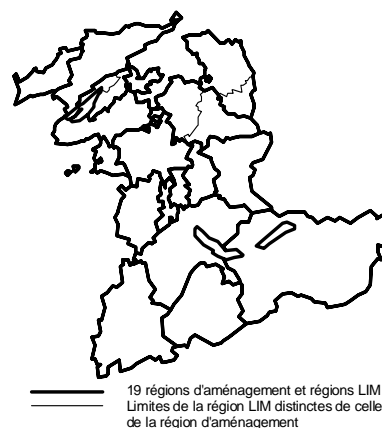 19 régions d'aménagement et régions LIM
Limites de la région LIM distinctes de celle
de la région d'aménagement